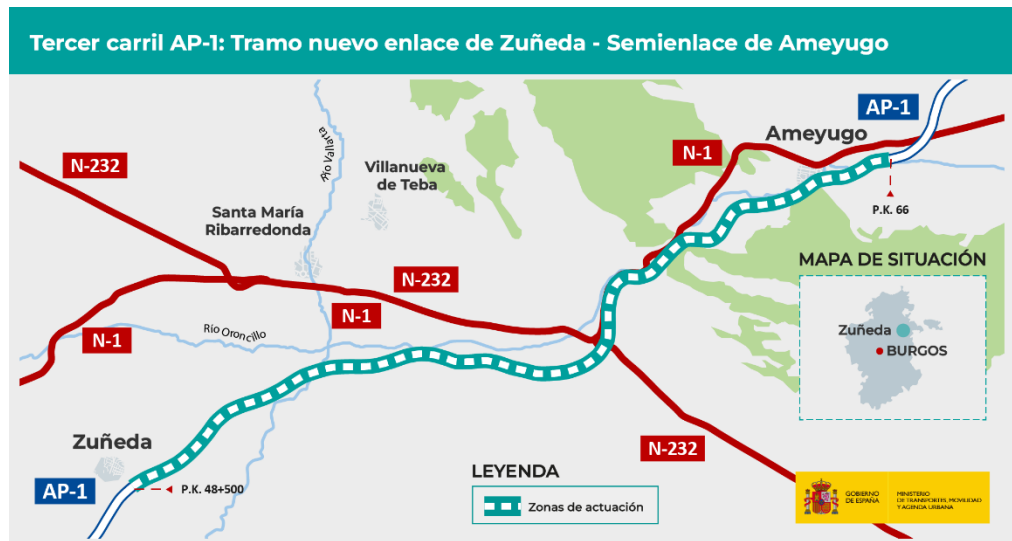 Tercer carril AP-1: Tramo nuevo enlace de Zuñeda - Semienlace de Ameyugo
AP-1
Ameyugo
N-1
N-232
Río Vallarta
Villanueva
de Teba
P.K. 66
Santa María
Ribarredonda
MAPA DE SITUACIÓN
N-232
N-1
Río Oroncillo
N-1
Zuñeda
BURGOS
Zuñeda
N-232
LEYENDA
AP-1
P.K. 48+500
Zonas de actuación
GOBIERNO
DE ESPAÑA
MINISTERIO
DE TRANSPORTES, MOVILIDAD
Y AGENDA URBANA